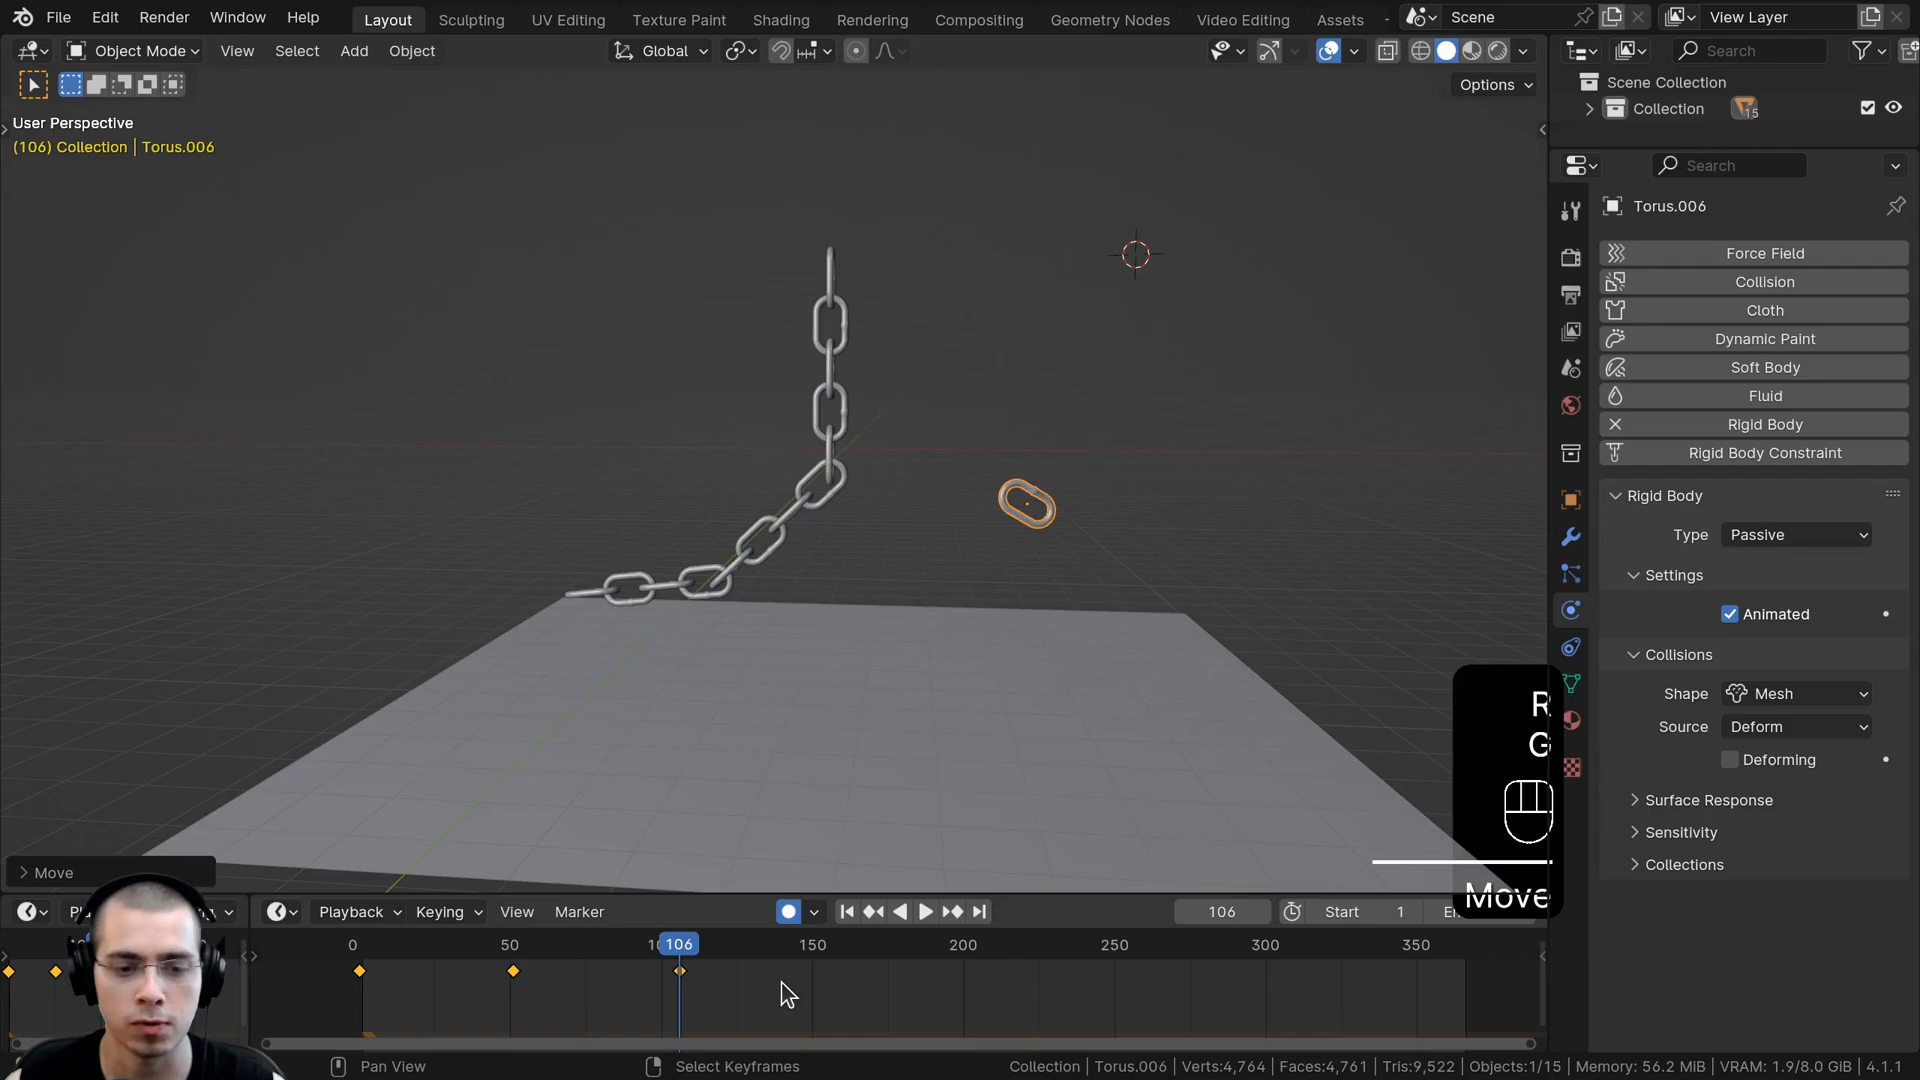 File Edit Render Window Help Layout Sculpting UV Editing Texture Paint Shading Rendering Compositing Geometry Nodes Video Editing Assets Scene View Layer
Object Mode View Select Add Object Global Search
Options
Scene Collection
Collection 15
User Perspective
(106) Collection | Torus.006
Search
Torus.006
Force Field
Collision
Cloth
Dynamic Paint
Soft Body
Fluid
Rigid Body
Rigid Body Constraint
Rigid Body
Type Passive
Settings
Animated
Collisions
Shape Mesh
Source Deform
Deforming
Surface Response
Sensitivity
Collections
R
G
Move
Move
Playback Keying View Marker 106 Start 1
0 50 106 150 200 250 300 350
Pan View Select Keyframes Collection | Torus.006 | Verts:4,764 | Faces:4,761 | Tris:9,522 | Objects:1/15 | Memory: 56.2 MiB | VRAM: 1.9/8.0 GiB | 4.1.1